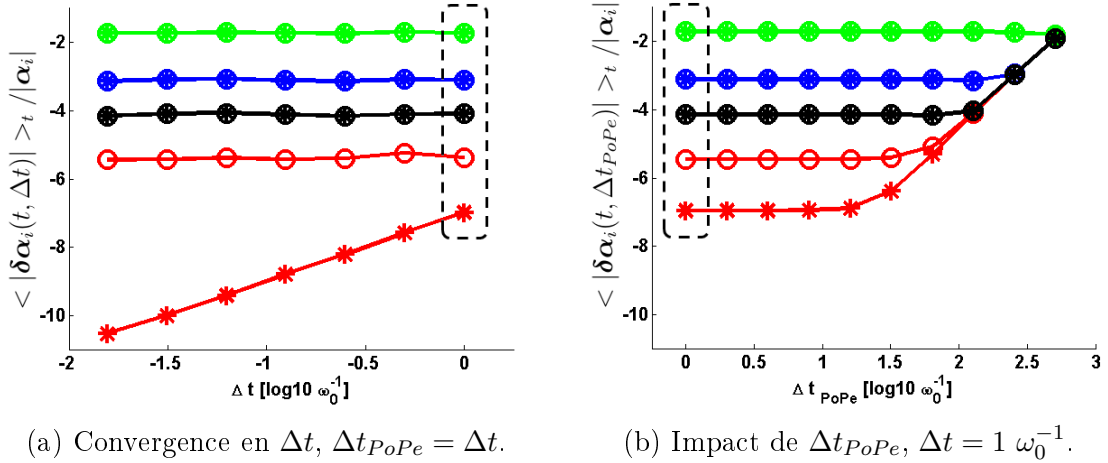 < |δα_i(t, Δt)| >_t /|α_i|
-2
-4
-6
-8
-10
-2 -1.5 -1 -0.5 0
Δ t [log10 ω_0^-1]
(a) Convergence en Δt, Δt_PoPe = Δt.
< |δα_i(t, Δt_PoPe)| >_t /|α_i|
-2
-4
-6
-8
-10
0 0.5 1 1.5 2 2.5 3
Δ t_PoPe [log10 ω_0^-1]
(b) Impact de Δt_PoPe, Δt = 1 ω_0^-1.